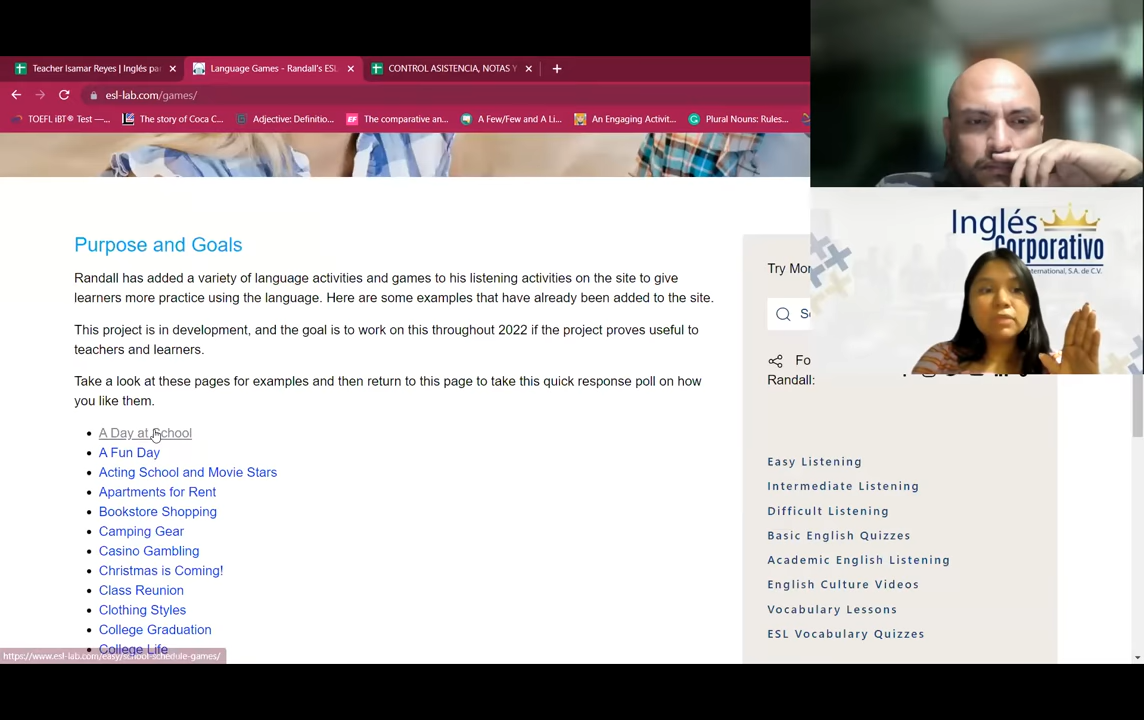 Teacher Isamar Reyes | Inglés pa
Language Games - Randall's ESL
CONTROL ASISTENCIA, NOTAS Y
esl-lab.com/games/
TOEFL iBT® Test —...
The story of Coca C...
Adjective: Definitio...
EF
The comparative an...
A Few/Few and A Li...
An Engaging Activit...
Plural Nouns: Rules...
Inglés
Corporativo
International, S.A. de C.V.
Purpose and Goals
Randall has added a variety of language activities and games to his listening activities on the site to give
learners more practice using the language. Here are some examples that have already been added to the site.
This project is in development, and the goal is to work on this throughout 2022 if the project proves useful to
teachers and learners.
Take a look at these pages for examples and then return to this page to take this quick response poll on how
you like them.
A Day at School
A Fun Day
Acting School and Movie Stars
Apartments for Rent
Bookstore Shopping
Camping Gear
Casino Gambling
Christmas is Coming!
Class Reunion
Clothing Styles
College Graduation
College Life
https://www.esl-lab.com/easy/school-schedule-games/
Try Mor
S
Fo
Randall:
Easy Listening
Intermediate Listening
Difficult Listening
Basic English Quizzes
Academic English Listening
English Culture Videos
Vocabulary Lessons
ESL Vocabulary Quizzes